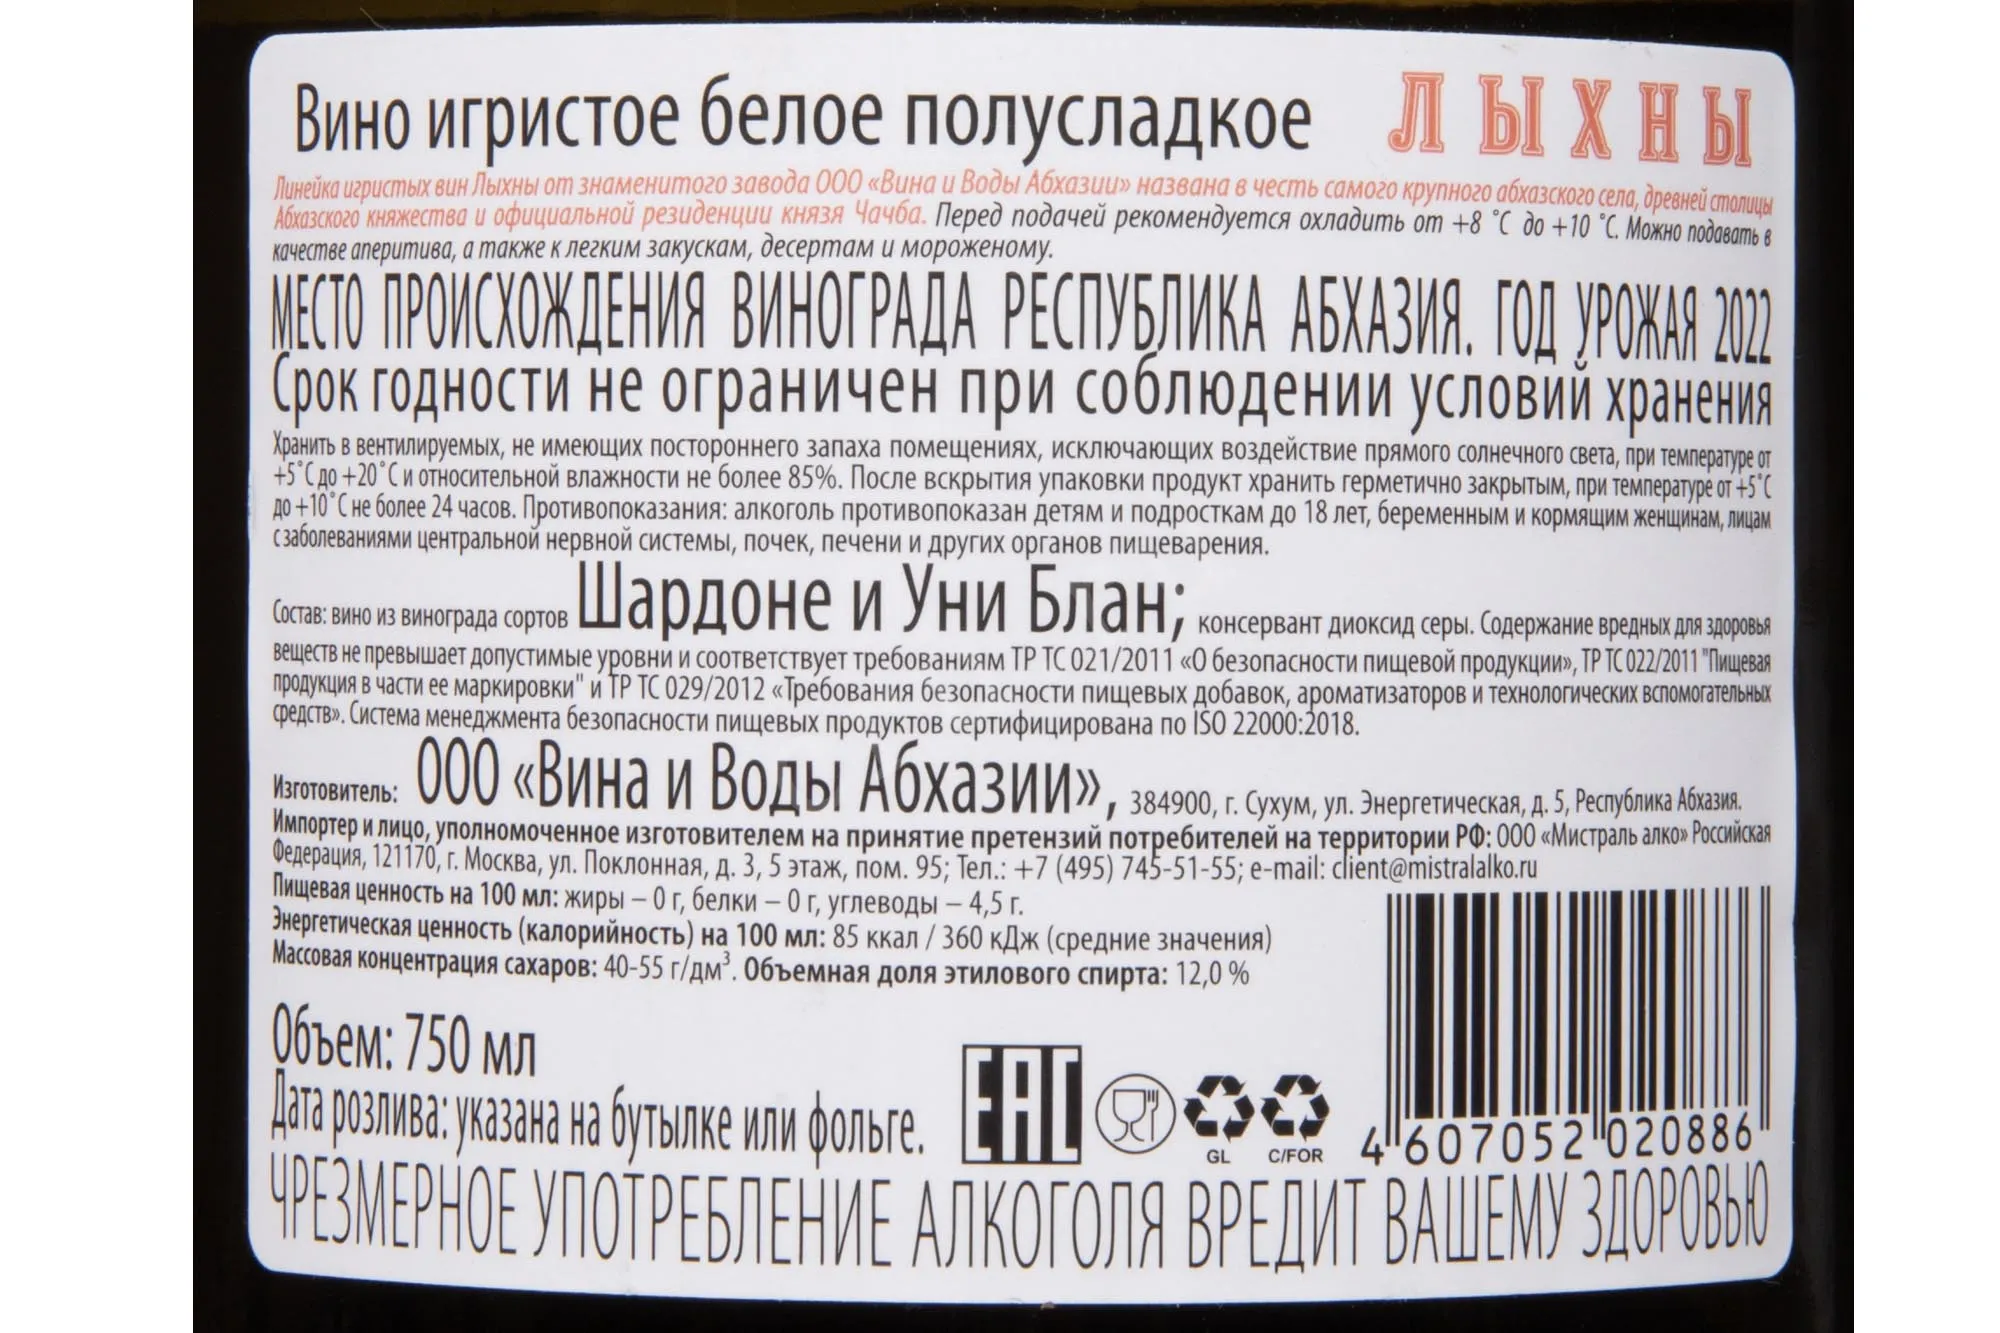 Вино игристое белое полусладкое ЛЫХНЫ
Линейка игристых вин Лыхны от знаменитого завода ООО «Вина и Воды Абхазии» названа в честь самого крупного абхазского села, древней столицы
Абхазского княжества и официальной резиденции князя Чачба. Перед подачей рекомендуется охладить от +8 °С до +10 °С. Можно подавать в
качестве аперитива, а также к легким закускам, десертам и мороженому.
МЕСТО ПРОИСХОЖДЕНИЯ ВИНОГРАДА РЕСПУБЛИКА АБХАЗИЯ. ГОД УРОЖАЯ 2022
Срок годности не ограничен при соблюдении условий хранения
Хранить в вентилируемых, не имеющих постороннего запаха помещениях, исключающих воздействие прямого солнечного света, при температуре от
+5°С до +20°С и относительной влажности не более 85%. После вскрытия упаковки продукт хранить герметично закрытым, при температуре от +5°С
до +10°С не более 24 часов. Противопоказания: алкоголь противопоказан детям и подросткам до 18 лет, беременным и кормящим женщинам, лицам
с заболеваниями центральной нервной системы, почек, печени и других органов пищеварения.
Состав: вино из винограда сортов Шардоне и Уни Блан; консервант диоксид серы. Содержание вредных для здоровья
веществ не превышает допустимые уровни и соответствует требованиям ТР ТС 021/2011 «О безопасности пищевой продукции», ТР ТС 022/2011 "Пищевая
продукция в части ее маркировки" и ТР ТС 029/2012 «Требования безопасности пищевых добавок, ароматизаторов и технологических вспомогательных
средств». Система менеджмента безопасности пищевых продуктов сертифицирована по ISO 22000:2018.
Изготовитель: ООО «Вина и Воды Абхазии», 384900, г. Сухум, ул. Энергетическая, д. 5, Республика Абхазия.
Импортер и лицо, уполномоченное изготовителем на принятие претензий потребителей на территории РФ: ООО «Мистраль алко» Российская
Федерация, 121170, г. Москва, ул. Поклонная, д. 3, 5 этаж, пом. 95; Тел.: +7 (495) 745-51-55; e-mail: client@mistralalko.ru
Пищевая ценность на 100 мл: жиры – 0 г, белки – 0 г, углеводы – 4,5 г.
Энергетическая ценность (калорийность) на 100 мл: 85 ккал / 360 кДж (средние значения)
Массовая концентрация сахаров: 40-55 г/дм³. Объемная доля этилового спирта: 12,0 %
Объем: 750 мл
Дата розлива: указана на бутылке или фольге.
EAC
GL C/FOR
4 607052 020886
ЧРЕЗМЕРНОЕ УПОТРЕБЛЕНИЕ АЛКОГОЛЯ ВРЕДИТ ВАШЕМУ ЗДОРОВЬЮ